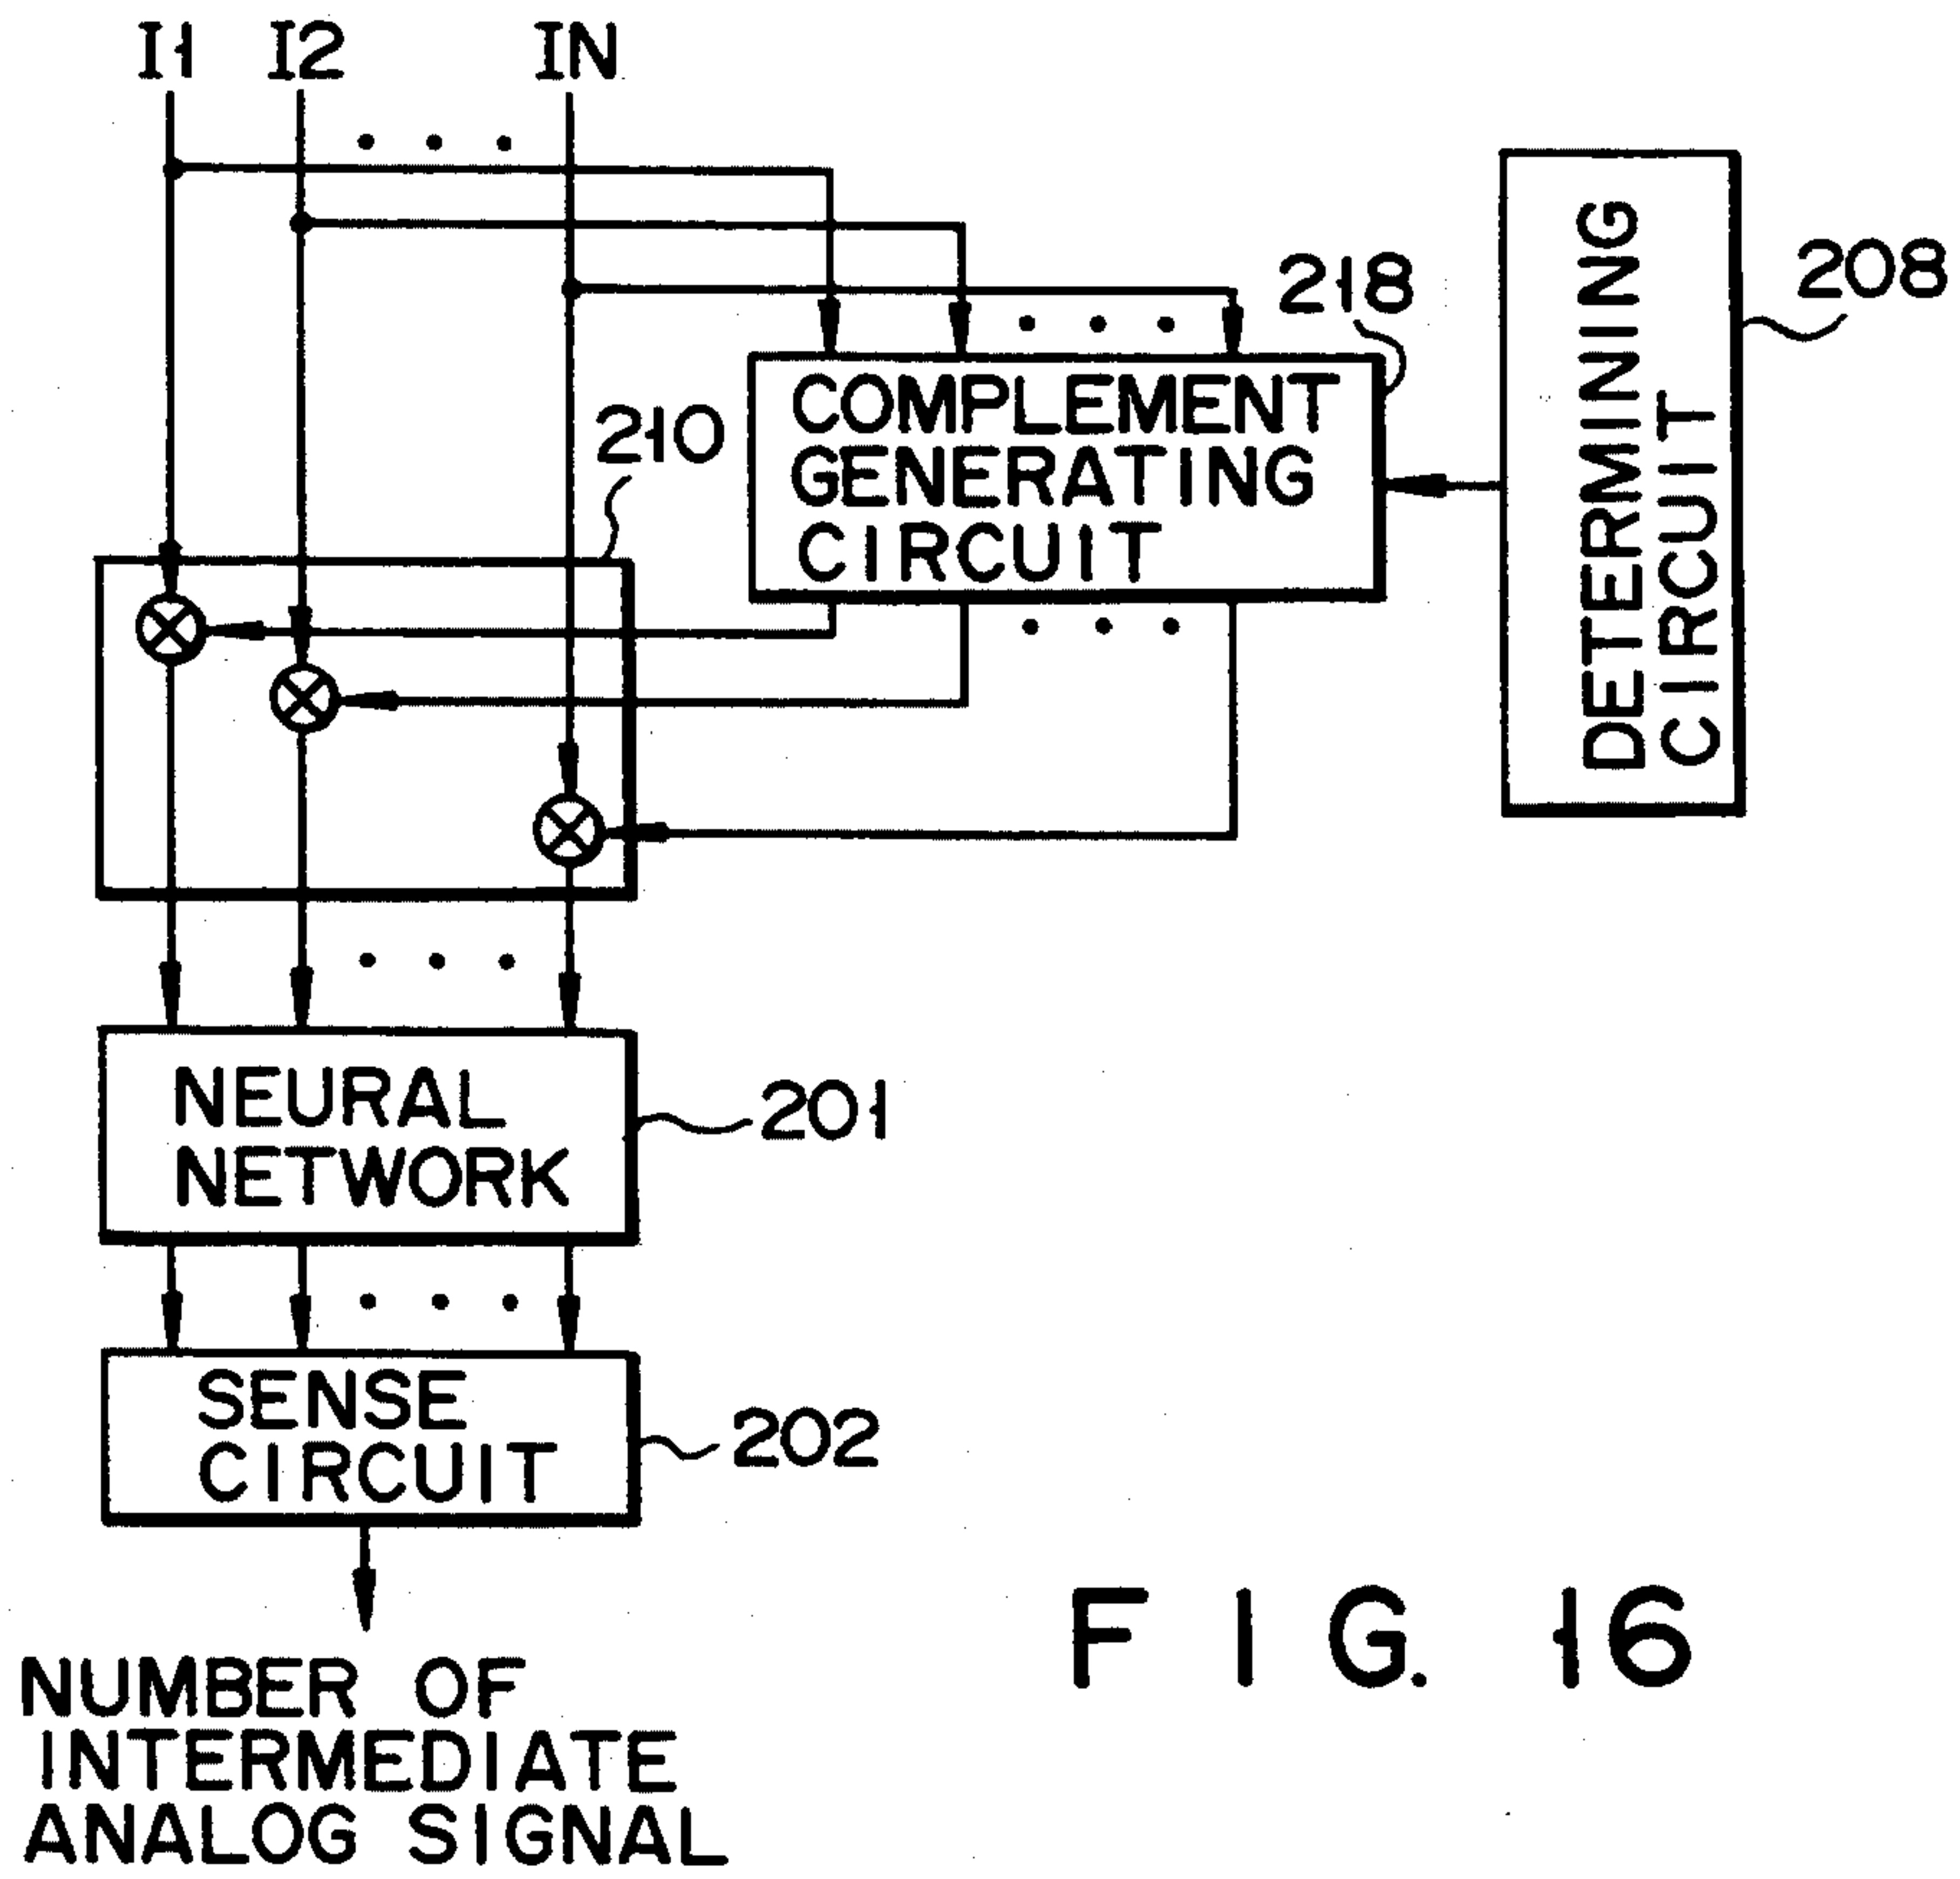 I1 I2 IN
218
208
DETERMINING
CIRCUIT
210
COMPLEMENT
GENERATING
CIRCUIT
NEURAL
NETWORK
201
SENSE
CIRCUIT
202
NUMBER OF
INTERMEDIATE
ANALOG SIGNAL
FIG. 16